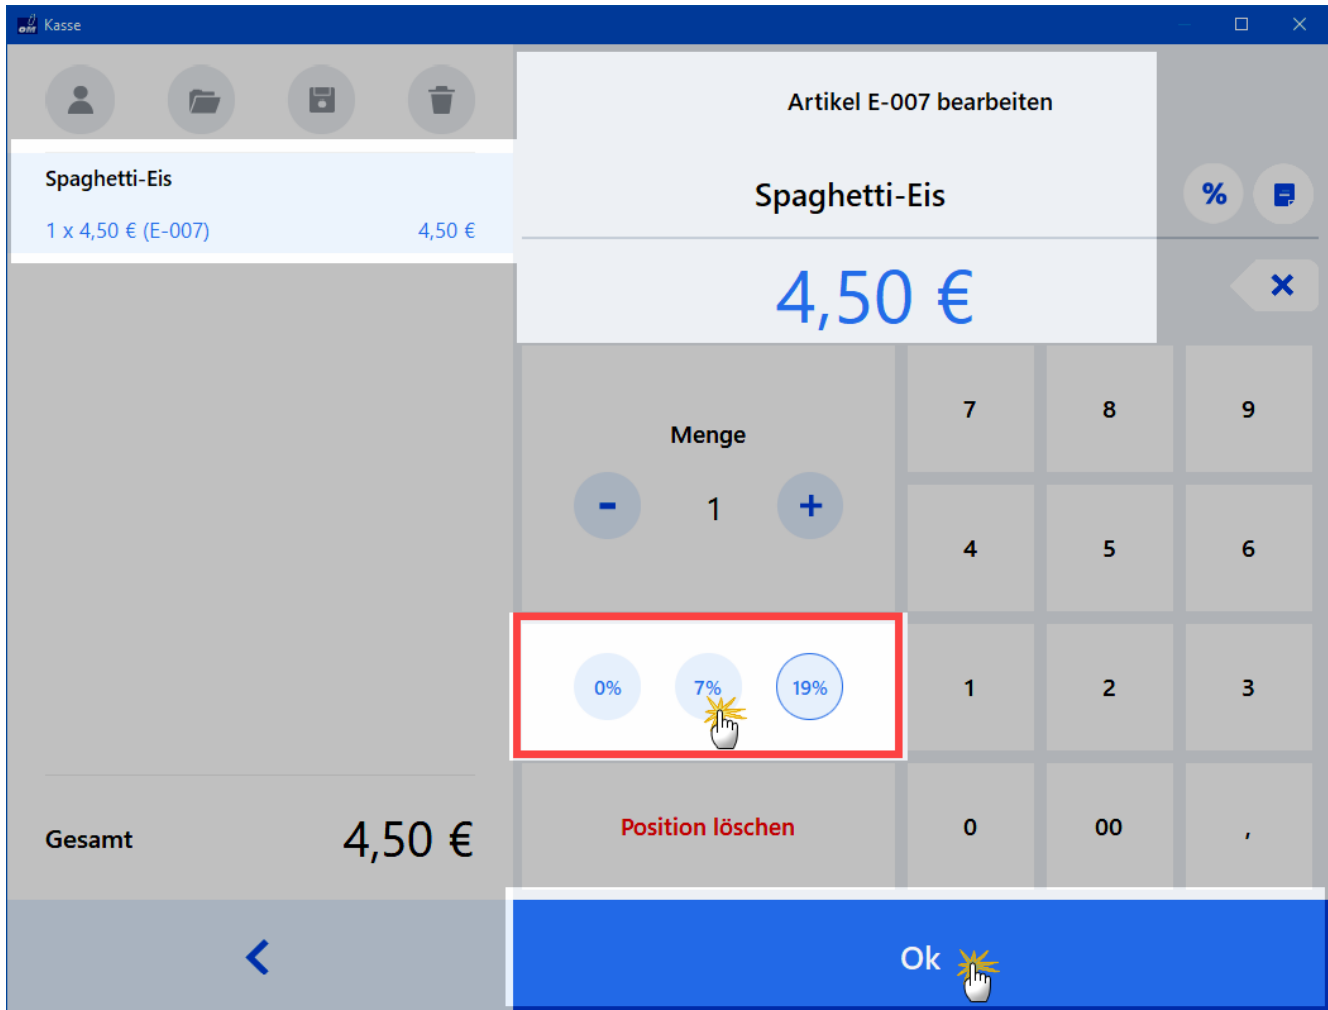 Kasse
Spaghetti-Eis
1 x 4,50 € (E-007) 4,50 €
Gesamt 4,50 €
Artikel E-007 bearbeiten
Spaghetti-Eis
%
4,50 €
Menge
- 1 +
0% 7% 19%
Position löschen
7 8 9
4 5 6
1 2 3
0 00 ,
Ok